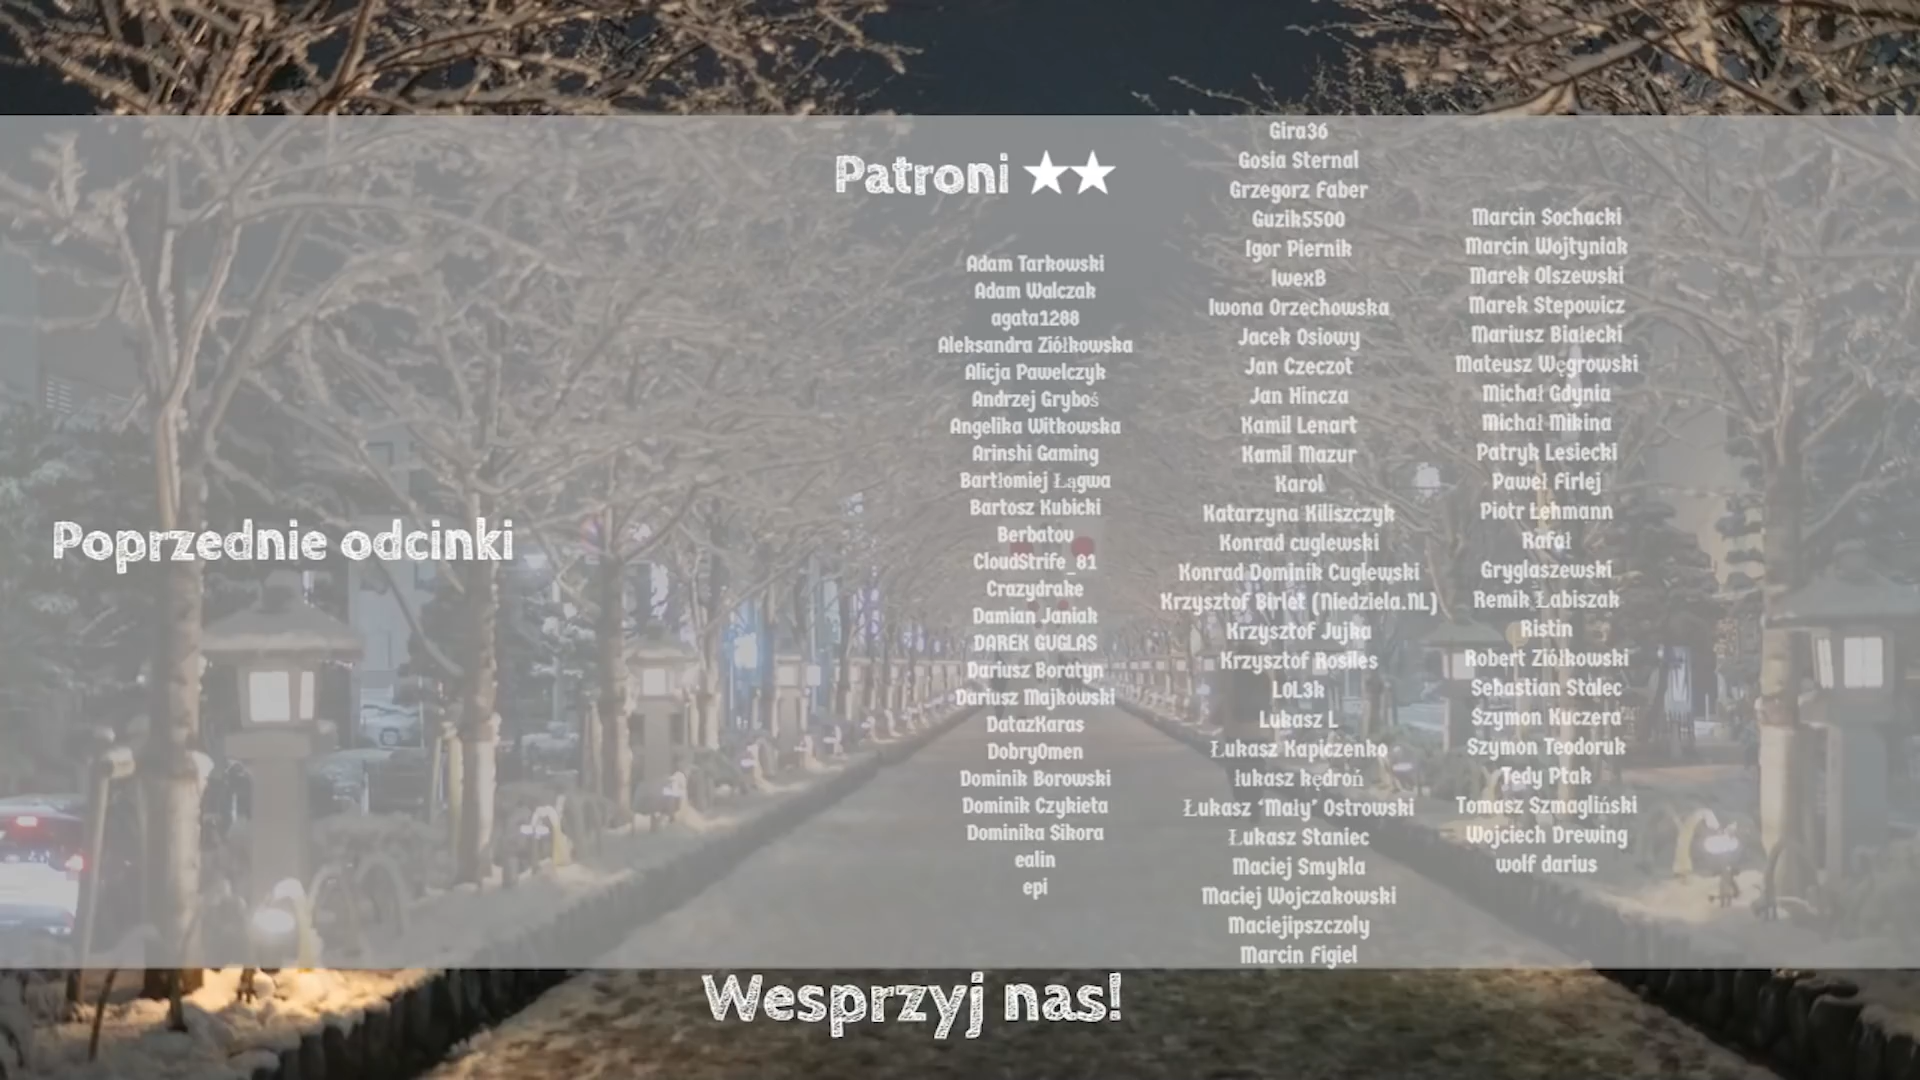 Patroni ★★
Adam Tarkowski
Adam Walczak
agata1288
Aleksandra Ziółkowska
Alicja Pawelczyk
Andrzej Gryboś
Angelika Witkowska
Arinshi Gaming
Bartłomiej Łągwa
Bartosz Kubicki
Berbatov
CloudStrife_81
Crazydrake
Damian Janiak
DAREK GUGLAS
Dariusz Boratyn
Dariusz Majkowski
DatazKaras
DobryOmen
Dominik Borowski
Dominik Czykieta
Dominika Sikora
ealin
epi
Gira36
Gosia Sternal
Grzegorz Faber
Guzik5500
Igor Piernik
IwexB
Iwona Orzechowska
Jacek Osiowy
Jan Czeczot
Jan Hincza
Kamil Lenart
Kamil Mazur
Karol
Katarzyna Kiliszczyk
Konrad cuglewski
Konrad Dominik Cuglewski
Krzysztof Birlet (Niedziela.NL)
Krzysztof Jujka
Krzysztof Rosiles
LOL3k
Lukasz L
Łukasz Kapiczenko
łukasz kędroń
Łukasz ‘Mały’ Ostrowski
Łukasz Staniec
Maciej Smykla
Maciej Wojczakowski
Maciejipszczoly
Marcin Figiel
Marcin Sochacki
Marcin Wojtyniak
Marek Olszewski
Marek Stepowicz
Mariusz Białecki
Mateusz Węgrowski
Michał Gdynia
Michał Mikina
Patryk Lesiecki
Paweł Firlej
Piotr Lehmann
Rafał
Gryglaszewski
Remik Łabiszak
Ristin
Robert Ziółkowski
Sebastian Stalec
Szymon Kuczera
Szymon Teodoruk
Tedy Ptak
Tomasz Szmagliński
Wojciech Drewing
wolf darius
Poprzednie odcinki
Wesprzyj nas!